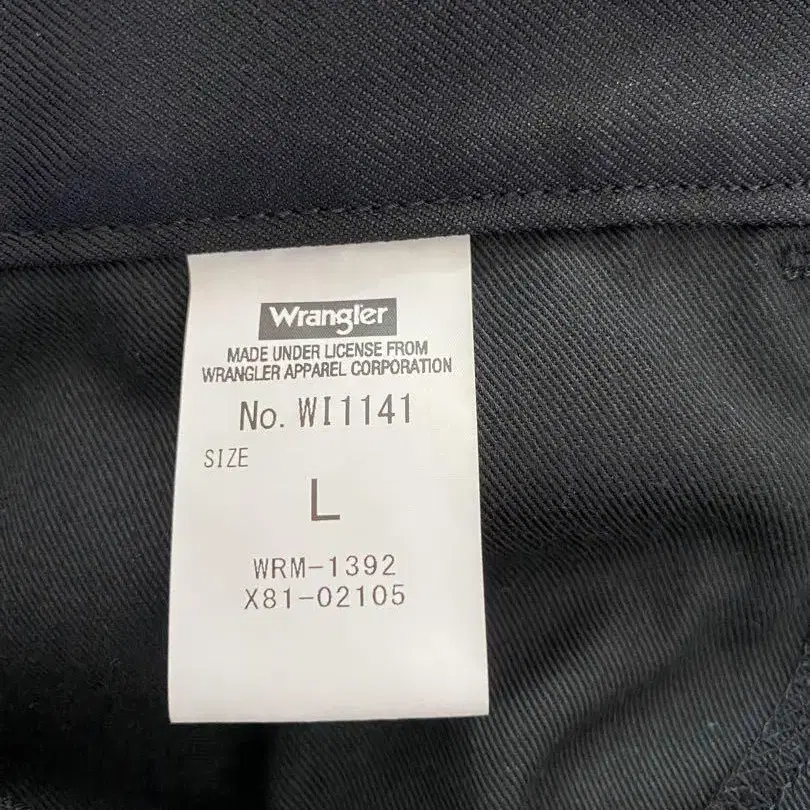 Wrangler
MADE UNDER LICENSE FROM
WRANGLER APPAREL CORPORATION
No. WI1141
SIZE
L
WRM-1392
X81-02105